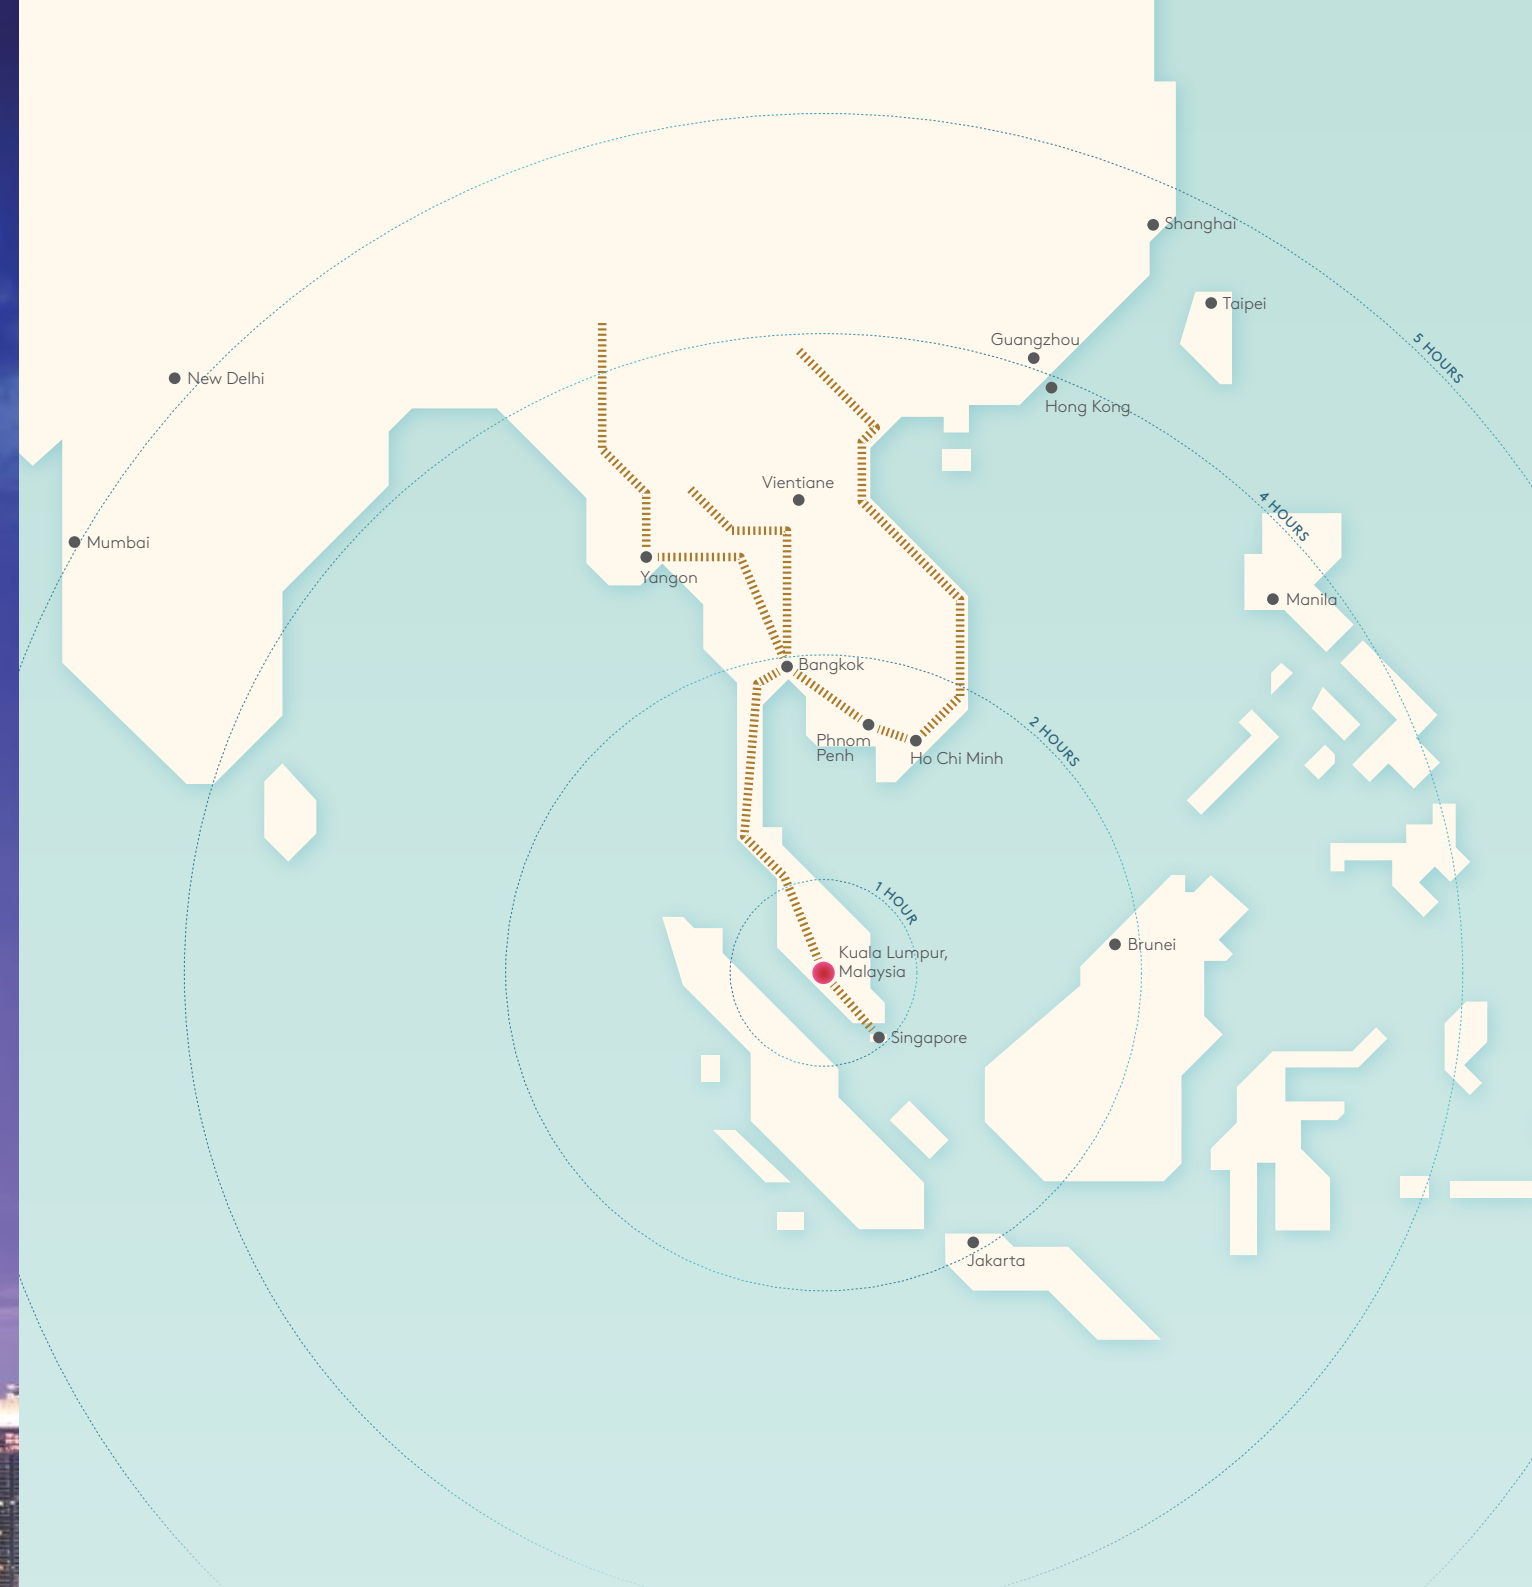 Shanghai
Taipei
Guangzhou
5 HOURS
New Delhi
Hong Kong
Vientiane
4 HOURS
Mumbai
Yangon
Manila
Bangkok
2 HOURS
Phnom
Penh
Ho Chi Minh
1 HOUR
Kuala Lumpur,
Malaysia
Brunei
Singapore
Jakarta